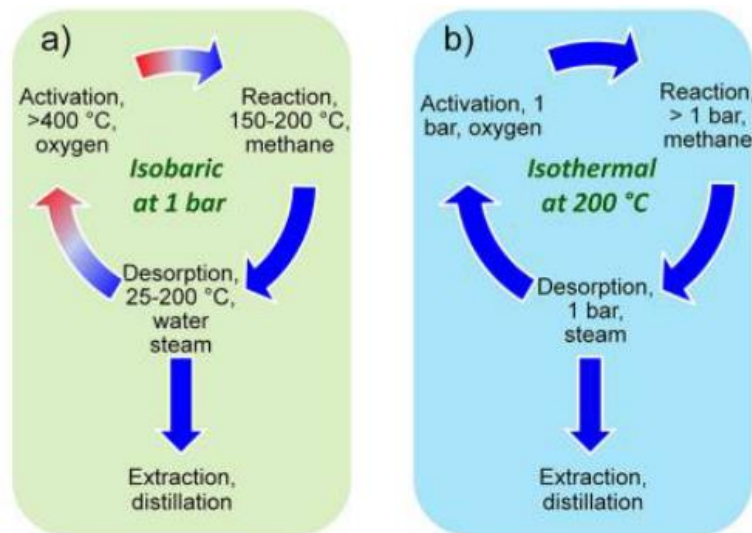 a)
Activation,
>400 °C,
oxygen
Reaction,
150-200 °C,
methane
Isobaric
at 1 bar
Desorption,
25-200 °C,
water
steam
Extraction,
distillation
b)
Activation, 1
bar, oxygen
Reaction,
> 1 bar,
methane
Isothermal
at 200 °C
Desorption,
1 bar,
steam
Extraction,
distillation